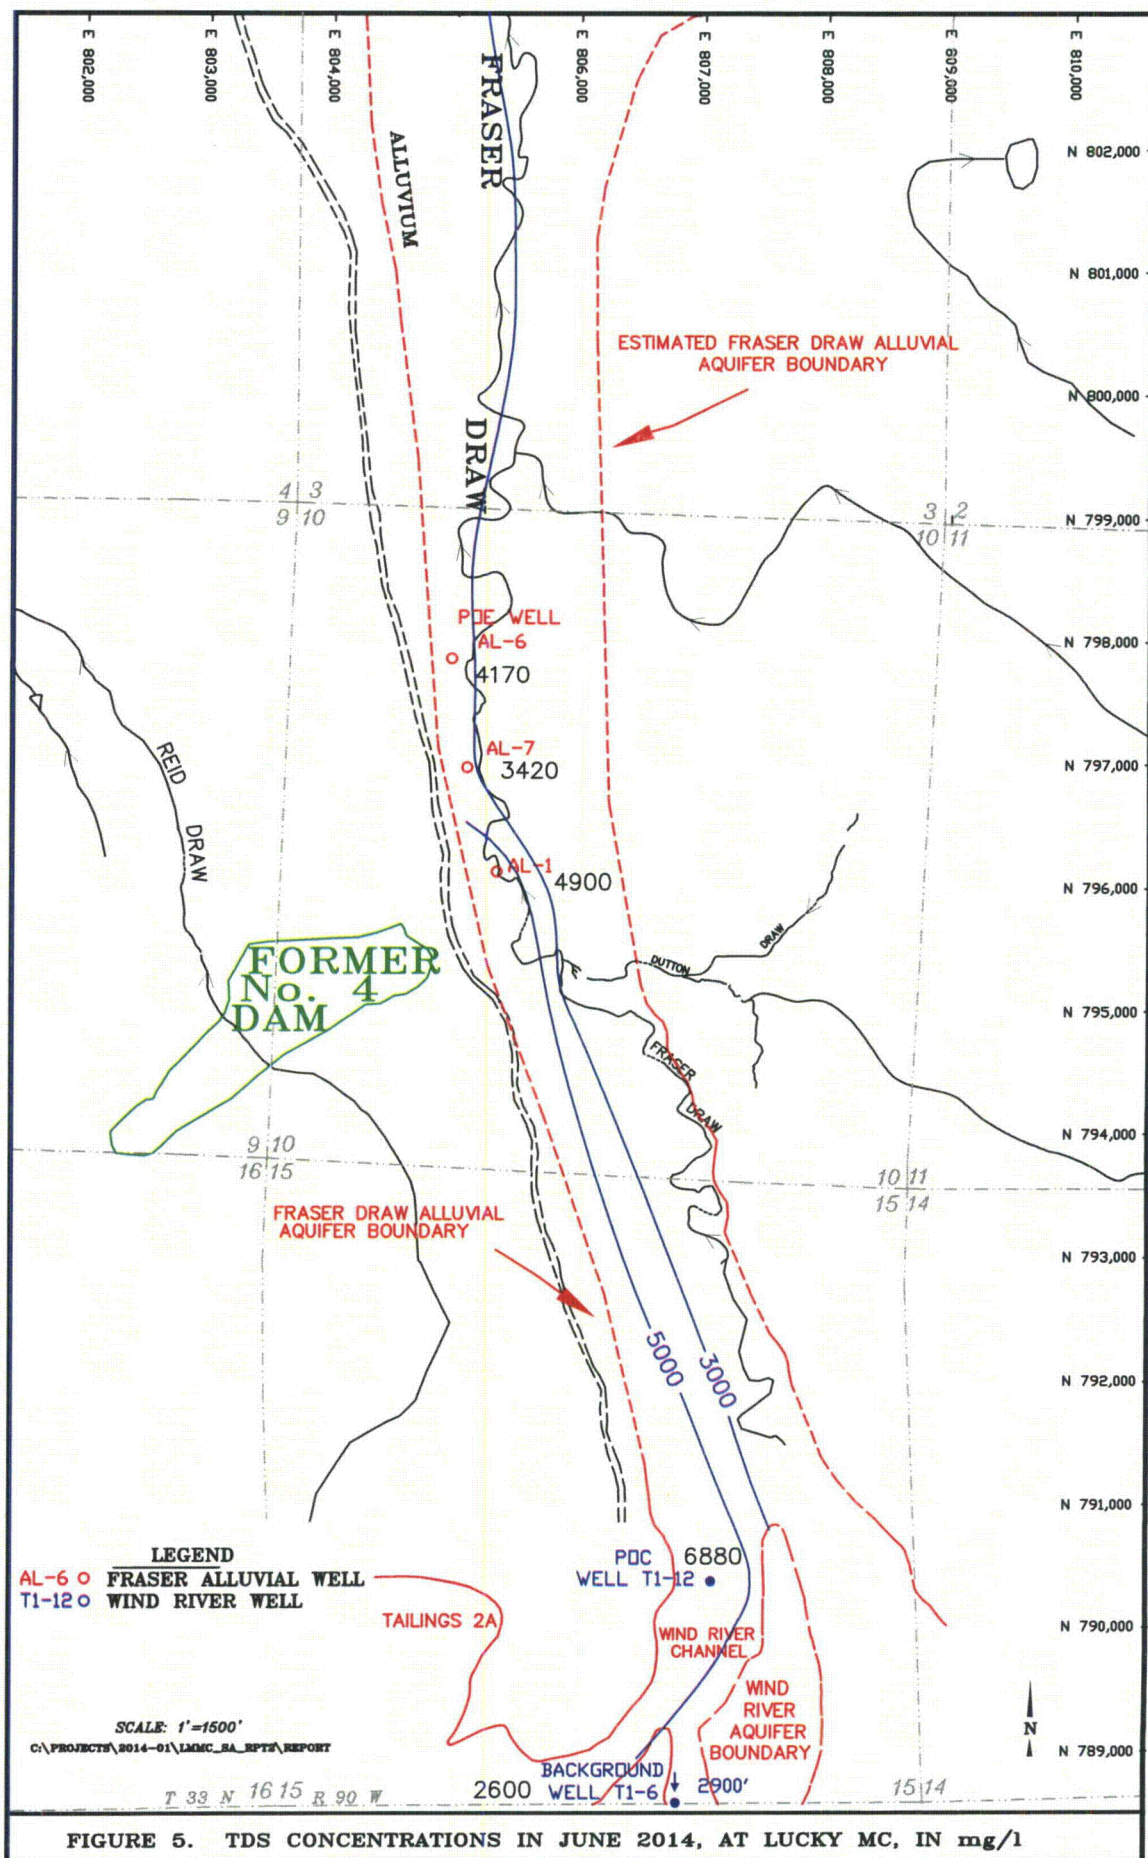 E 802,000
E 803,000
E 804,000
E 806,000
E 807,000
E 808,000
E 809,000
E 810,000
FRASER
DRAW
ALLUVIUM
N 802,000
N 801,000
ESTIMATED FRASER DRAW ALLUVIAL
AQUIFER BOUNDARY
N 800,000
4 3
9 10
3 2
10 11
N 799,000
POE WELL
AL-6
4170
N 798,000
AL-7
3420
N 797,000
REID
DRAW
AL-1
4900
N 796,000
FORMER
No. 4
DAM
DUTTON
DRAW
N 795,000
FRASER
DRAW
N 794,000
9 10
16 15
10 11
15 14
FRASER DRAW ALLUVIAL
AQUIFER BOUNDARY
N 793,000
5000
3000
N 792,000
N 791,000
LEGEND
AL-6 FRASER ALLUVIAL WELL
T1-12 WIND RIVER WELL
POC 6880
WELL T1-12
TAILINGS 2A
WIND RIVER
CHANNEL
N 790,000
WIND
RIVER
AQUIFER
BOUNDARY
SCALE: 1'=1500'
C:\PROJECTS\2014-01\LMMC_SA_RPTS\REPORT
N
N 789,000
BACKGROUND
WELL T1-6
2600
2900'
T 33 N 16 15 R 90 W
15 14
FIGURE 5. TDS CONCENTRATIONS IN JUNE 2014, AT LUCKY MC, IN mg/l